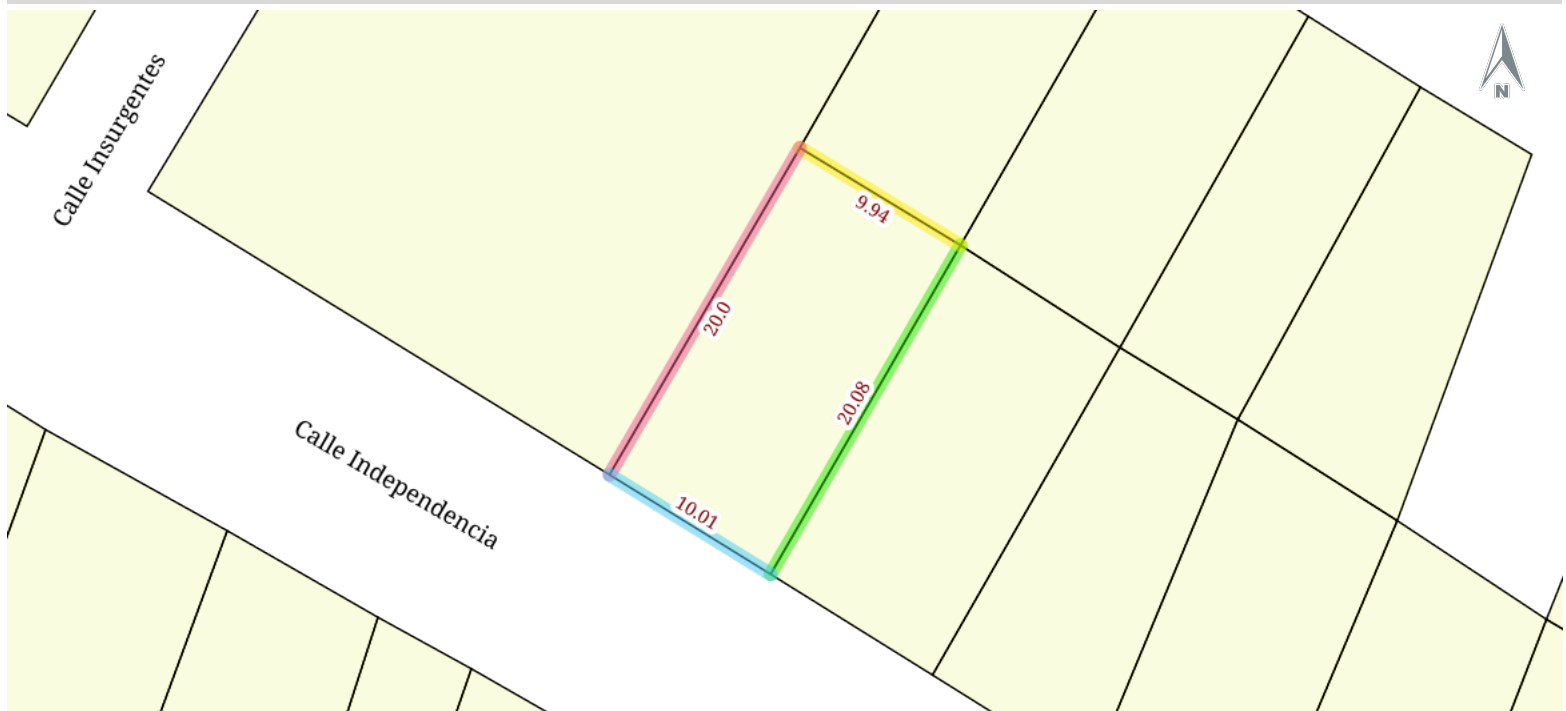 Calle Insurgentes
N
9.94
20.0
20.08
Calle Independencia
10.01